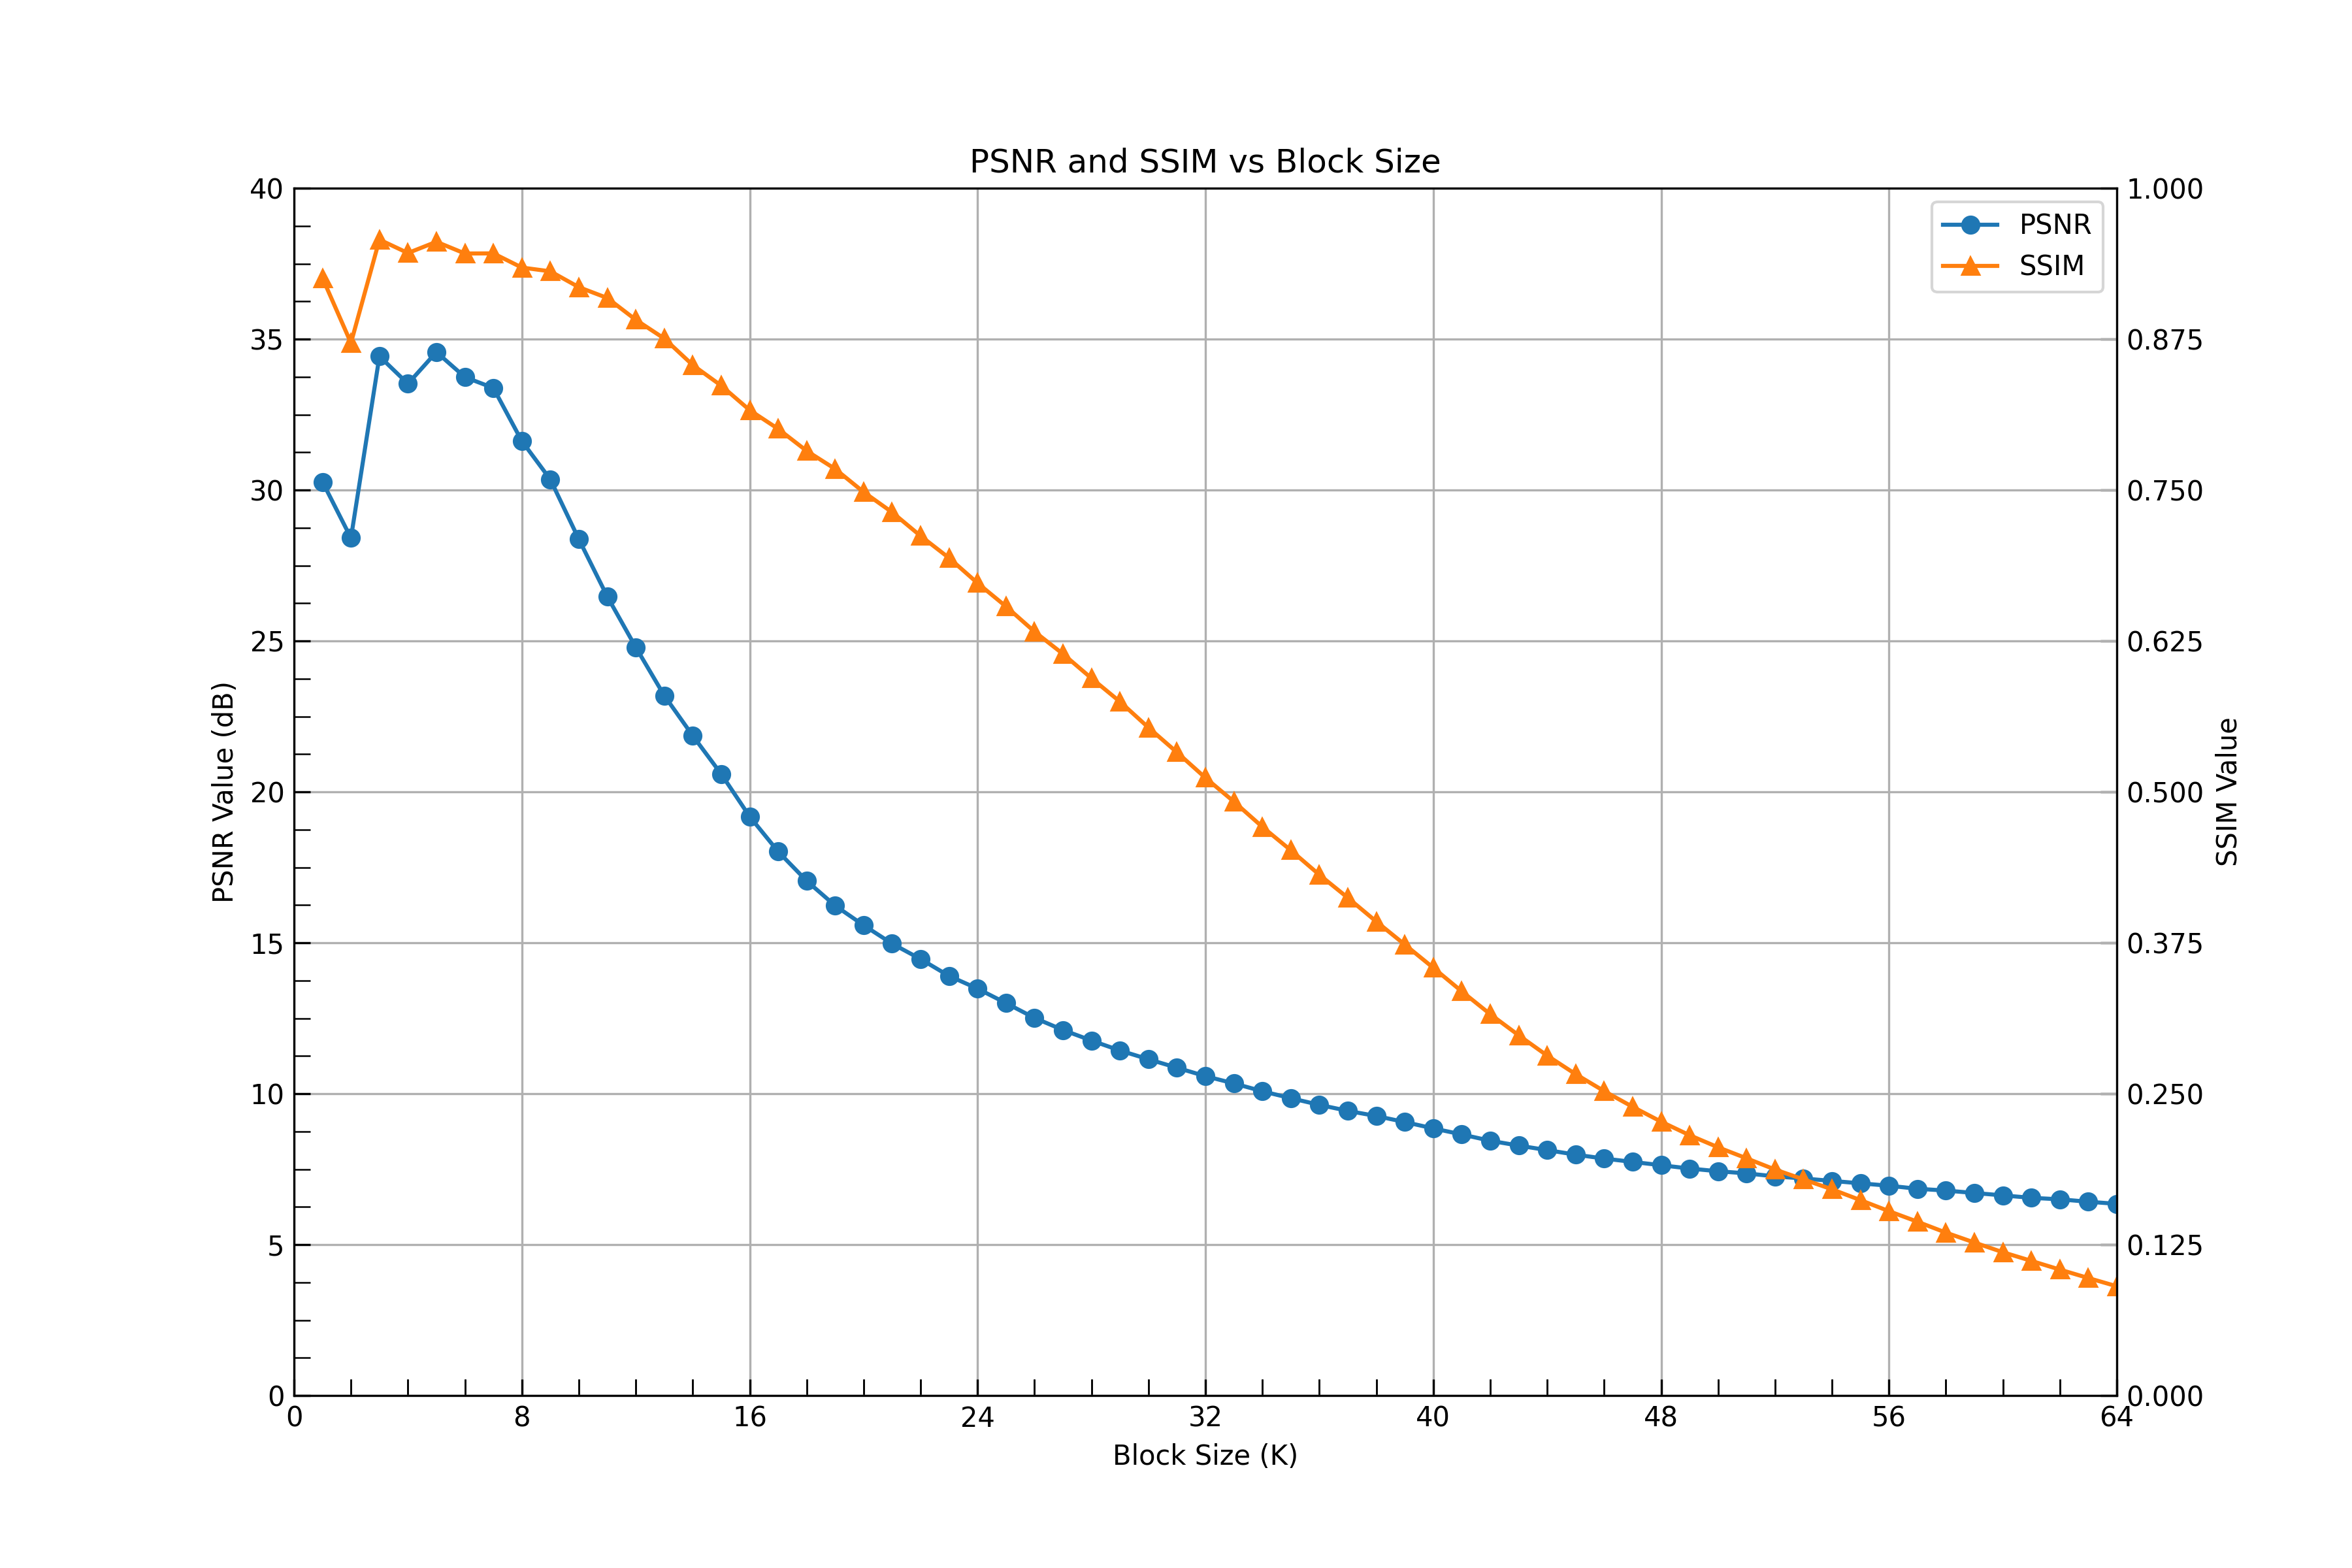 PSNR and SSIM vs Block Size
PSNR
SSIM
40
35
30
25
20
15
10
5
0
PSNR Value (dB)
1.000
0.875
0.750
0.625
0.500
0.375
0.250
0.125
0.000
SSIM Value
0 8 16 24 32 40 48 56 64
Block Size (K)